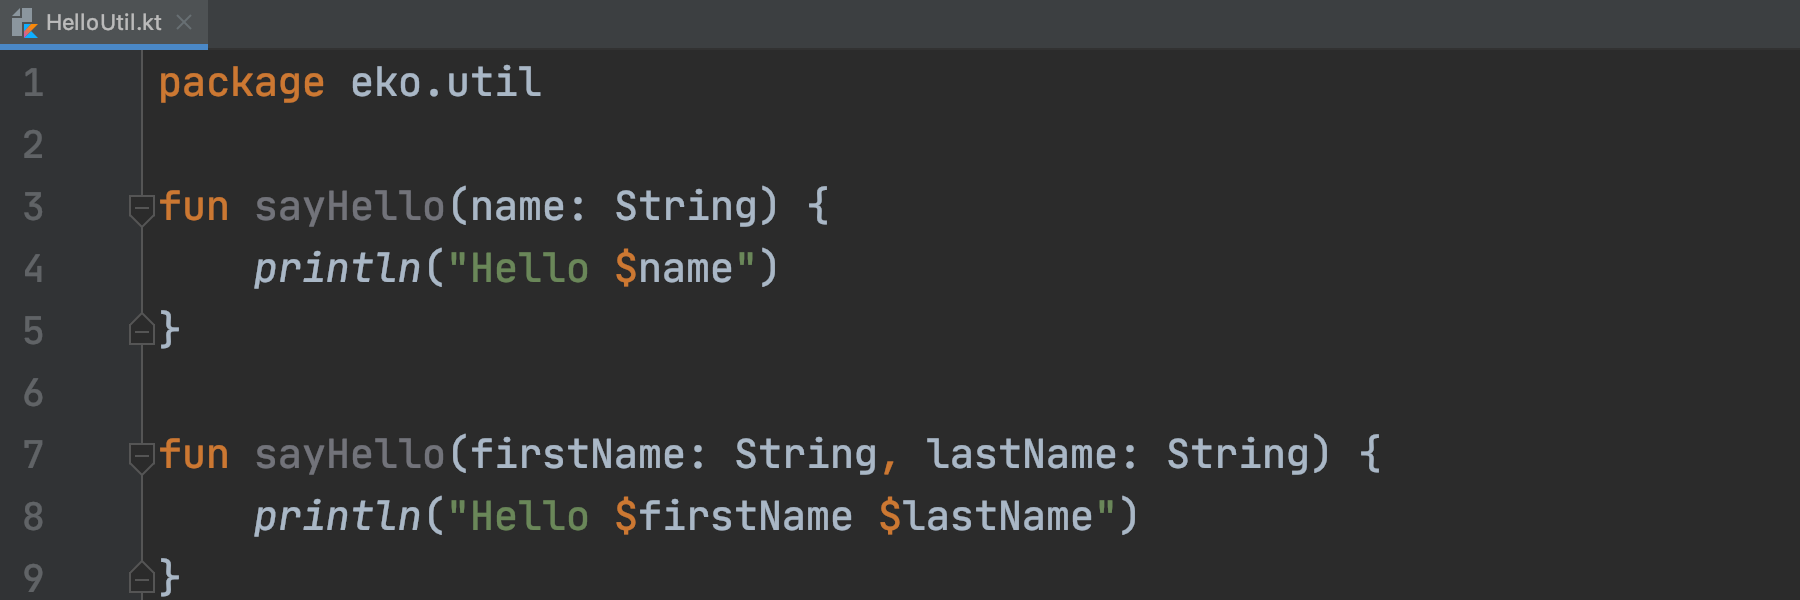 HelloUtil.kt
1 package eko.util
2
3 fun sayHello(name: String) {
4     println("Hello $name")
5 }
6
7 fun sayHello(firstName: String, lastName: String) {
8     println("Hello $firstName $lastName")
9 }